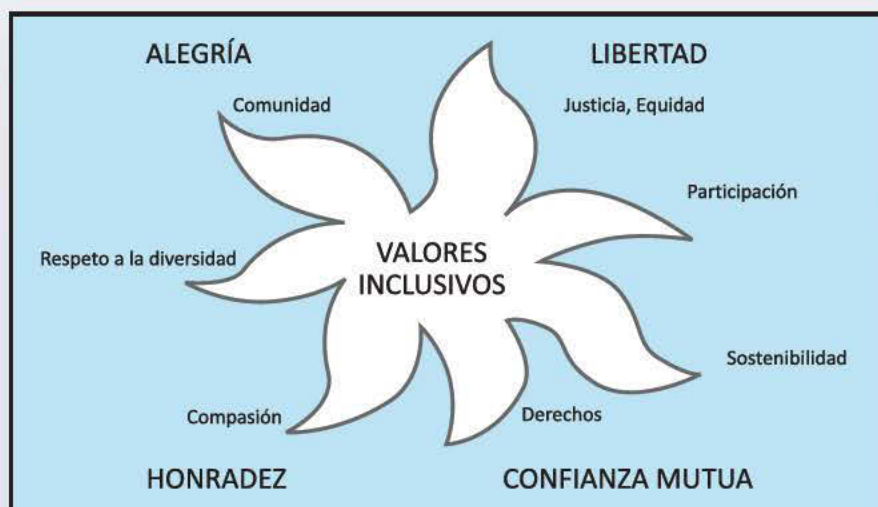 ALEGRÍA
LIBERTAD
Comunidad
Justicia, Equidad
Participación
Respeto a la diversidad
VALORES
INCLUSIVOS
Sostenibilidad
Compasión
Derechos
HONRADEZ
CONFIANZA MUTUA